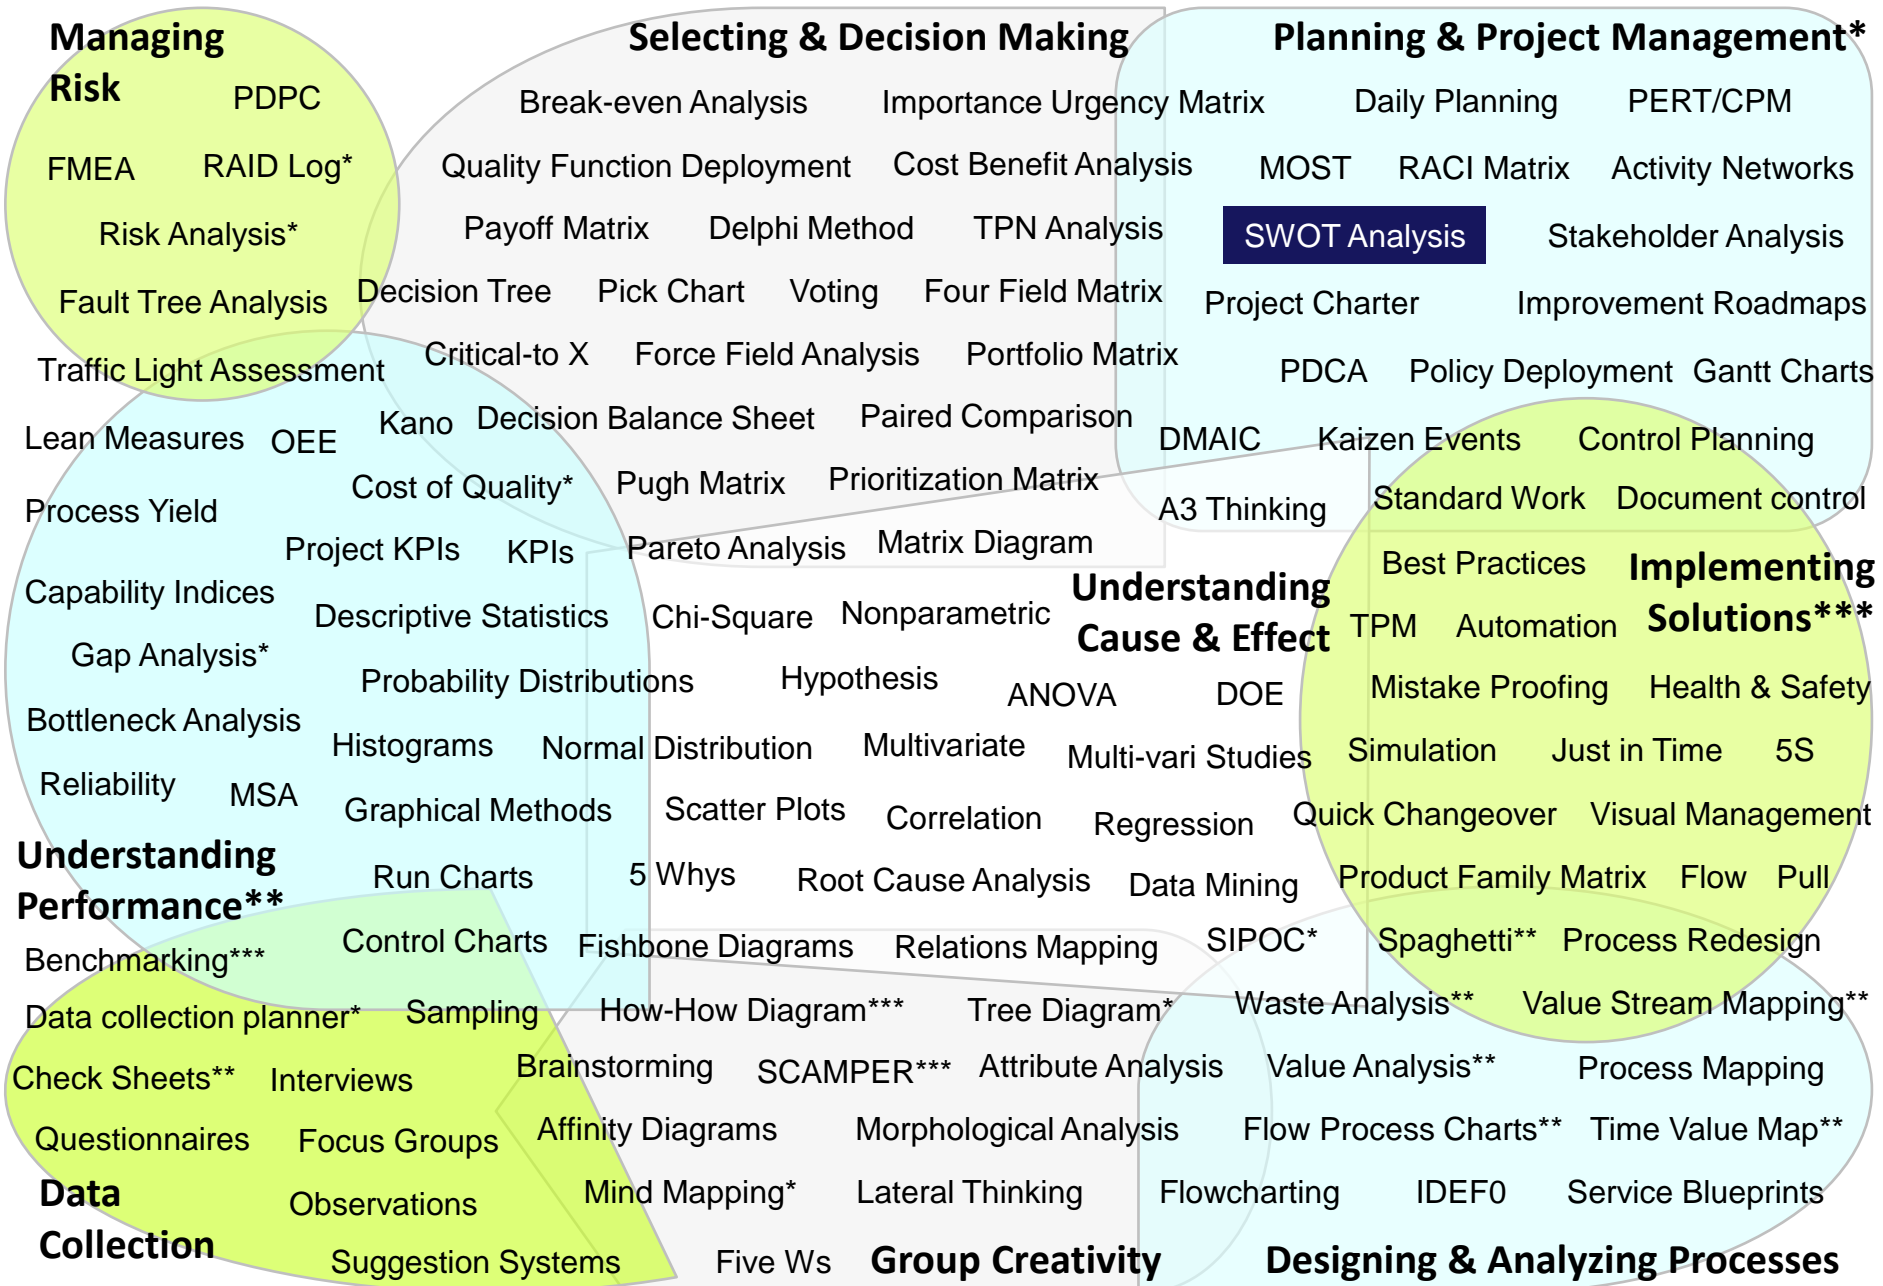 Managing
Risk
Selecting & Decision Making
Planning & Project Management*
PDPC
Break-even Analysis
Importance Urgency Matrix
Daily Planning
PERT/CPM
FMEA
RAID Log*
Quality Function Deployment
Cost Benefit Analysis
MOST
RACI Matrix
Activity Networks
Risk Analysis*
Payoff Matrix
Delphi Method
TPN Analysis
SWOT Analysis
Stakeholder Analysis
Fault Tree Analysis
Decision Tree
Pick Chart
Voting
Four Field Matrix
Project Charter
Improvement Roadmaps
Traffic Light Assessment
Critical-to X
Force Field Analysis
Portfolio Matrix
PDCA
Policy Deployment
Gantt Charts
Lean Measures
OEE
Kano
Decision Balance Sheet
Paired Comparison
DMAIC
Kaizen Events
Control Planning
Process Yield
Cost of Quality*
Pugh Matrix
Prioritization Matrix
A3 Thinking
Standard Work
Document control
Project KPIs
KPIs
Pareto Analysis
Matrix Diagram
Best Practices
Implementing
Solutions***
Understanding
Cause & Effect
Capability Indices
Descriptive Statistics
Chi-Square
Nonparametric
TPM
Automation
Gap Analysis*
Probability Distributions
Hypothesis
ANOVA
DOE
Mistake Proofing
Health & Safety
Bottleneck Analysis
Histograms
Normal Distribution
Multivariate
Multi-vari Studies
Simulation
Just in Time
5S
Reliability
MSA
Graphical Methods
Scatter Plots
Correlation
Regression
Quick Changeover
Visual Management
Understanding
Performance**
Run Charts
5 Whys
Root Cause Analysis
Data Mining
Product Family Matrix
Flow
Pull
Benchmarking***
Control Charts
Fishbone Diagrams
Relations Mapping
SIPOC*
Spaghetti**
Process Redesign
Data collection planner*
Sampling
How-How Diagram***
Tree Diagram*
Waste Analysis**
Value Stream Mapping**
Check Sheets**
Interviews
Brainstorming
SCAMPER***
Attribute Analysis
Value Analysis**
Process Mapping
Questionnaires
Focus Groups
Affinity Diagrams
Morphological Analysis
Flow Process Charts**
Time Value Map**
Data
Collection
Observations
Mind Mapping*
Lateral Thinking
Flowcharting
IDEF0
Service Blueprints
Suggestion Systems
Five Ws
Group Creativity
Designing & Analyzing Processes